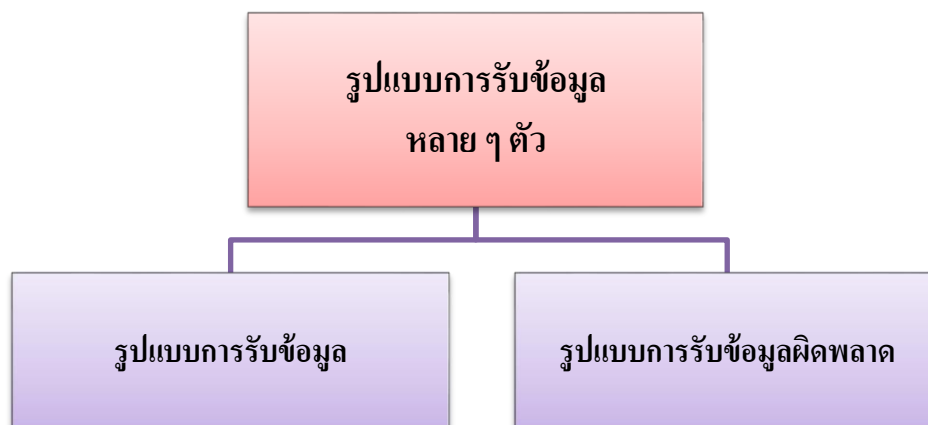 รูปแบบการรับข้อมูล
หลาย ๆ ตัว
รูปแบบการรับข้อมูล
รูปแบบการรับข้อมูลผิดพลาด